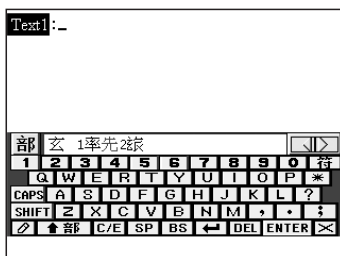 Text1:_
部 玄 1率先2
1 2 3 4 5 6 7 8 9 0 符
Q W E R T Y U I O P *
CAPS A S D F G H J K L ?
SHIFT Z X C V B N M , . ;
部 C/E SP BS ← DEL ENTER ×